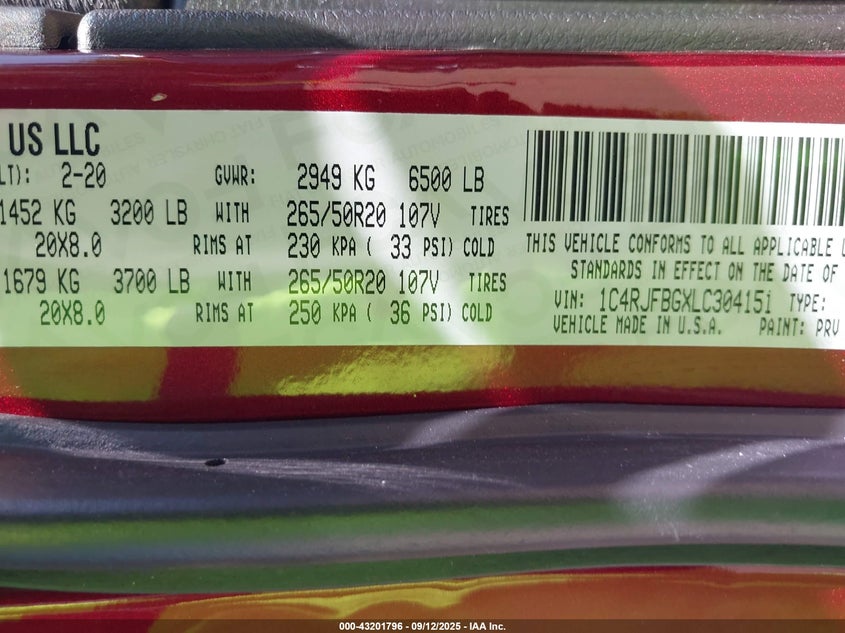 US LLC
LT): 2-20 GVWR: 2949 KG 6500 LB
1452 KG 3200 LB WITH 265/50R20 107V TIRES
20X8.0 RIMS AT 230 KPA ( 33 PSI) COLD
1679 KG 3700 LB WITH 265/50R20 107V TIRES
20X8.0 RIMS AT 250 KPA ( 36 PSI) COLD
THIS VEHICLE CONFORMS TO ALL APPLICABLE U
STANDARDS IN EFFECT ON THE DATE OF
VIN: 1C4RJFBGXLC304151 TYPE:
VEHICLE MADE IN U.S.A. PAINT: PRV
000-43201796 - 09/12/2025 - IAA Inc.